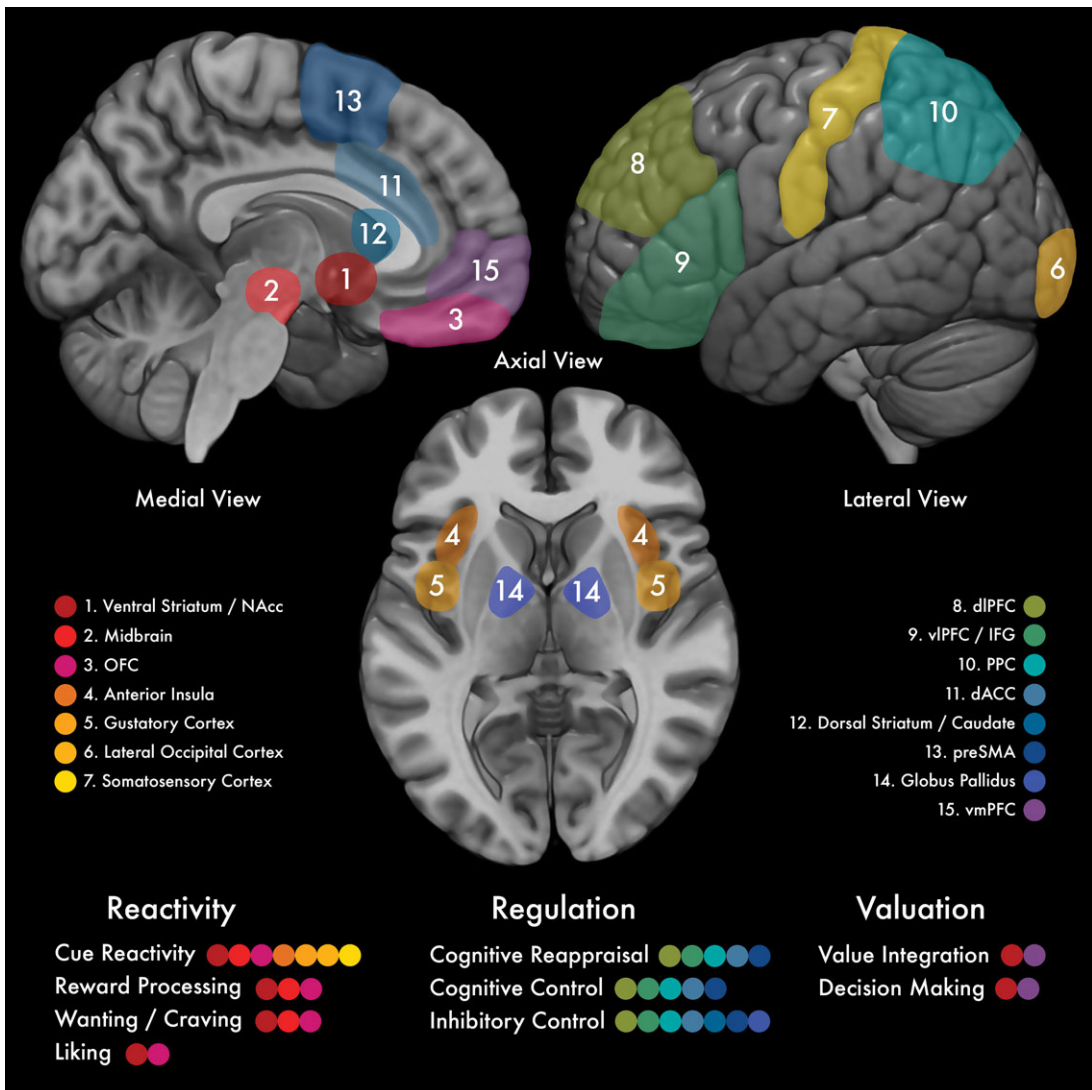 13
11
12
1
2
15
3
Medial View
8
9
7
10
6
Lateral View
Axial View
4
4
5
5
14
14
1. Ventral Striatum / NAcc
2. Midbrain
3. OFC
4. Anterior Insula
5. Gustatory Cortex
6. Lateral Occipital Cortex
7. Somatosensory Cortex
8. dlPFC
9. vlPFC / IFG
10. PPC
11. dACC
12. Dorsal Striatum / Caudate
13. preSMA
14. Globus Pallidus
15. vmPFC
Reactivity
Cue Reactivity
Reward Processing
Wanting / Craving
Liking
Regulation
Cognitive Reappraisal
Cognitive Control
Inhibitory Control
Valuation
Value Integration
Decision Making